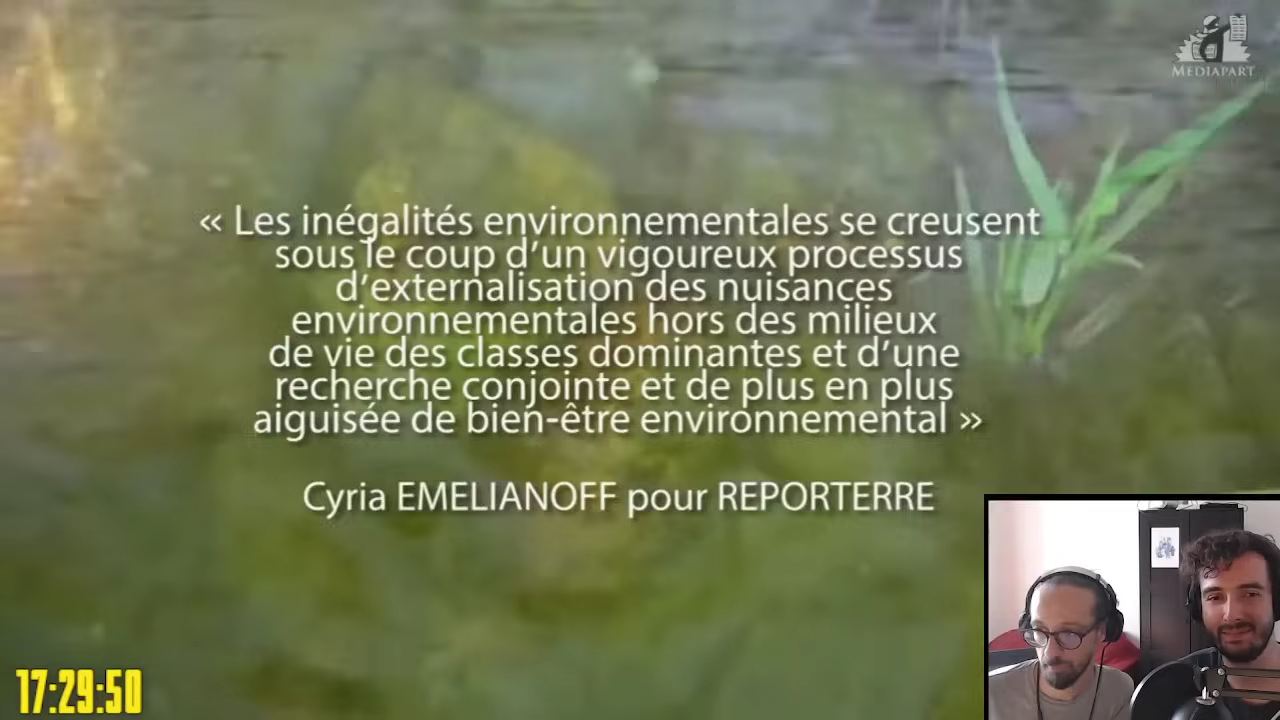 MEDIAPART
« Les inégalités environnementales se creusent
sous le coup d’un vigoureux processus
d’externalisation des nuisances
environnementales hors des milieux
de vie des classes dominantes et d’une
recherche conjointe et de plus en plus
aiguisée de bien-être environnemental »
Cyria EMELIANOFF pour REPORTERRE
17:29:50